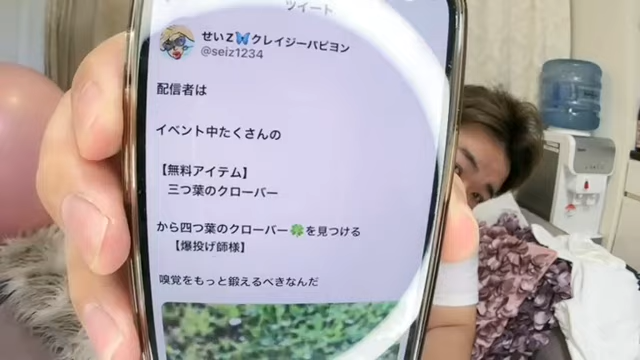 ツイート
せいZ🦋クレイジーパピヨン
@seiz1234
配信者は
イベント中たくさんの
【無料アイテム】
三つ葉のクローバー
から四つ葉のクローバー🍀を見つける
【爆投げ師様】
嗅覚をもっと鍛えるべきなんだ